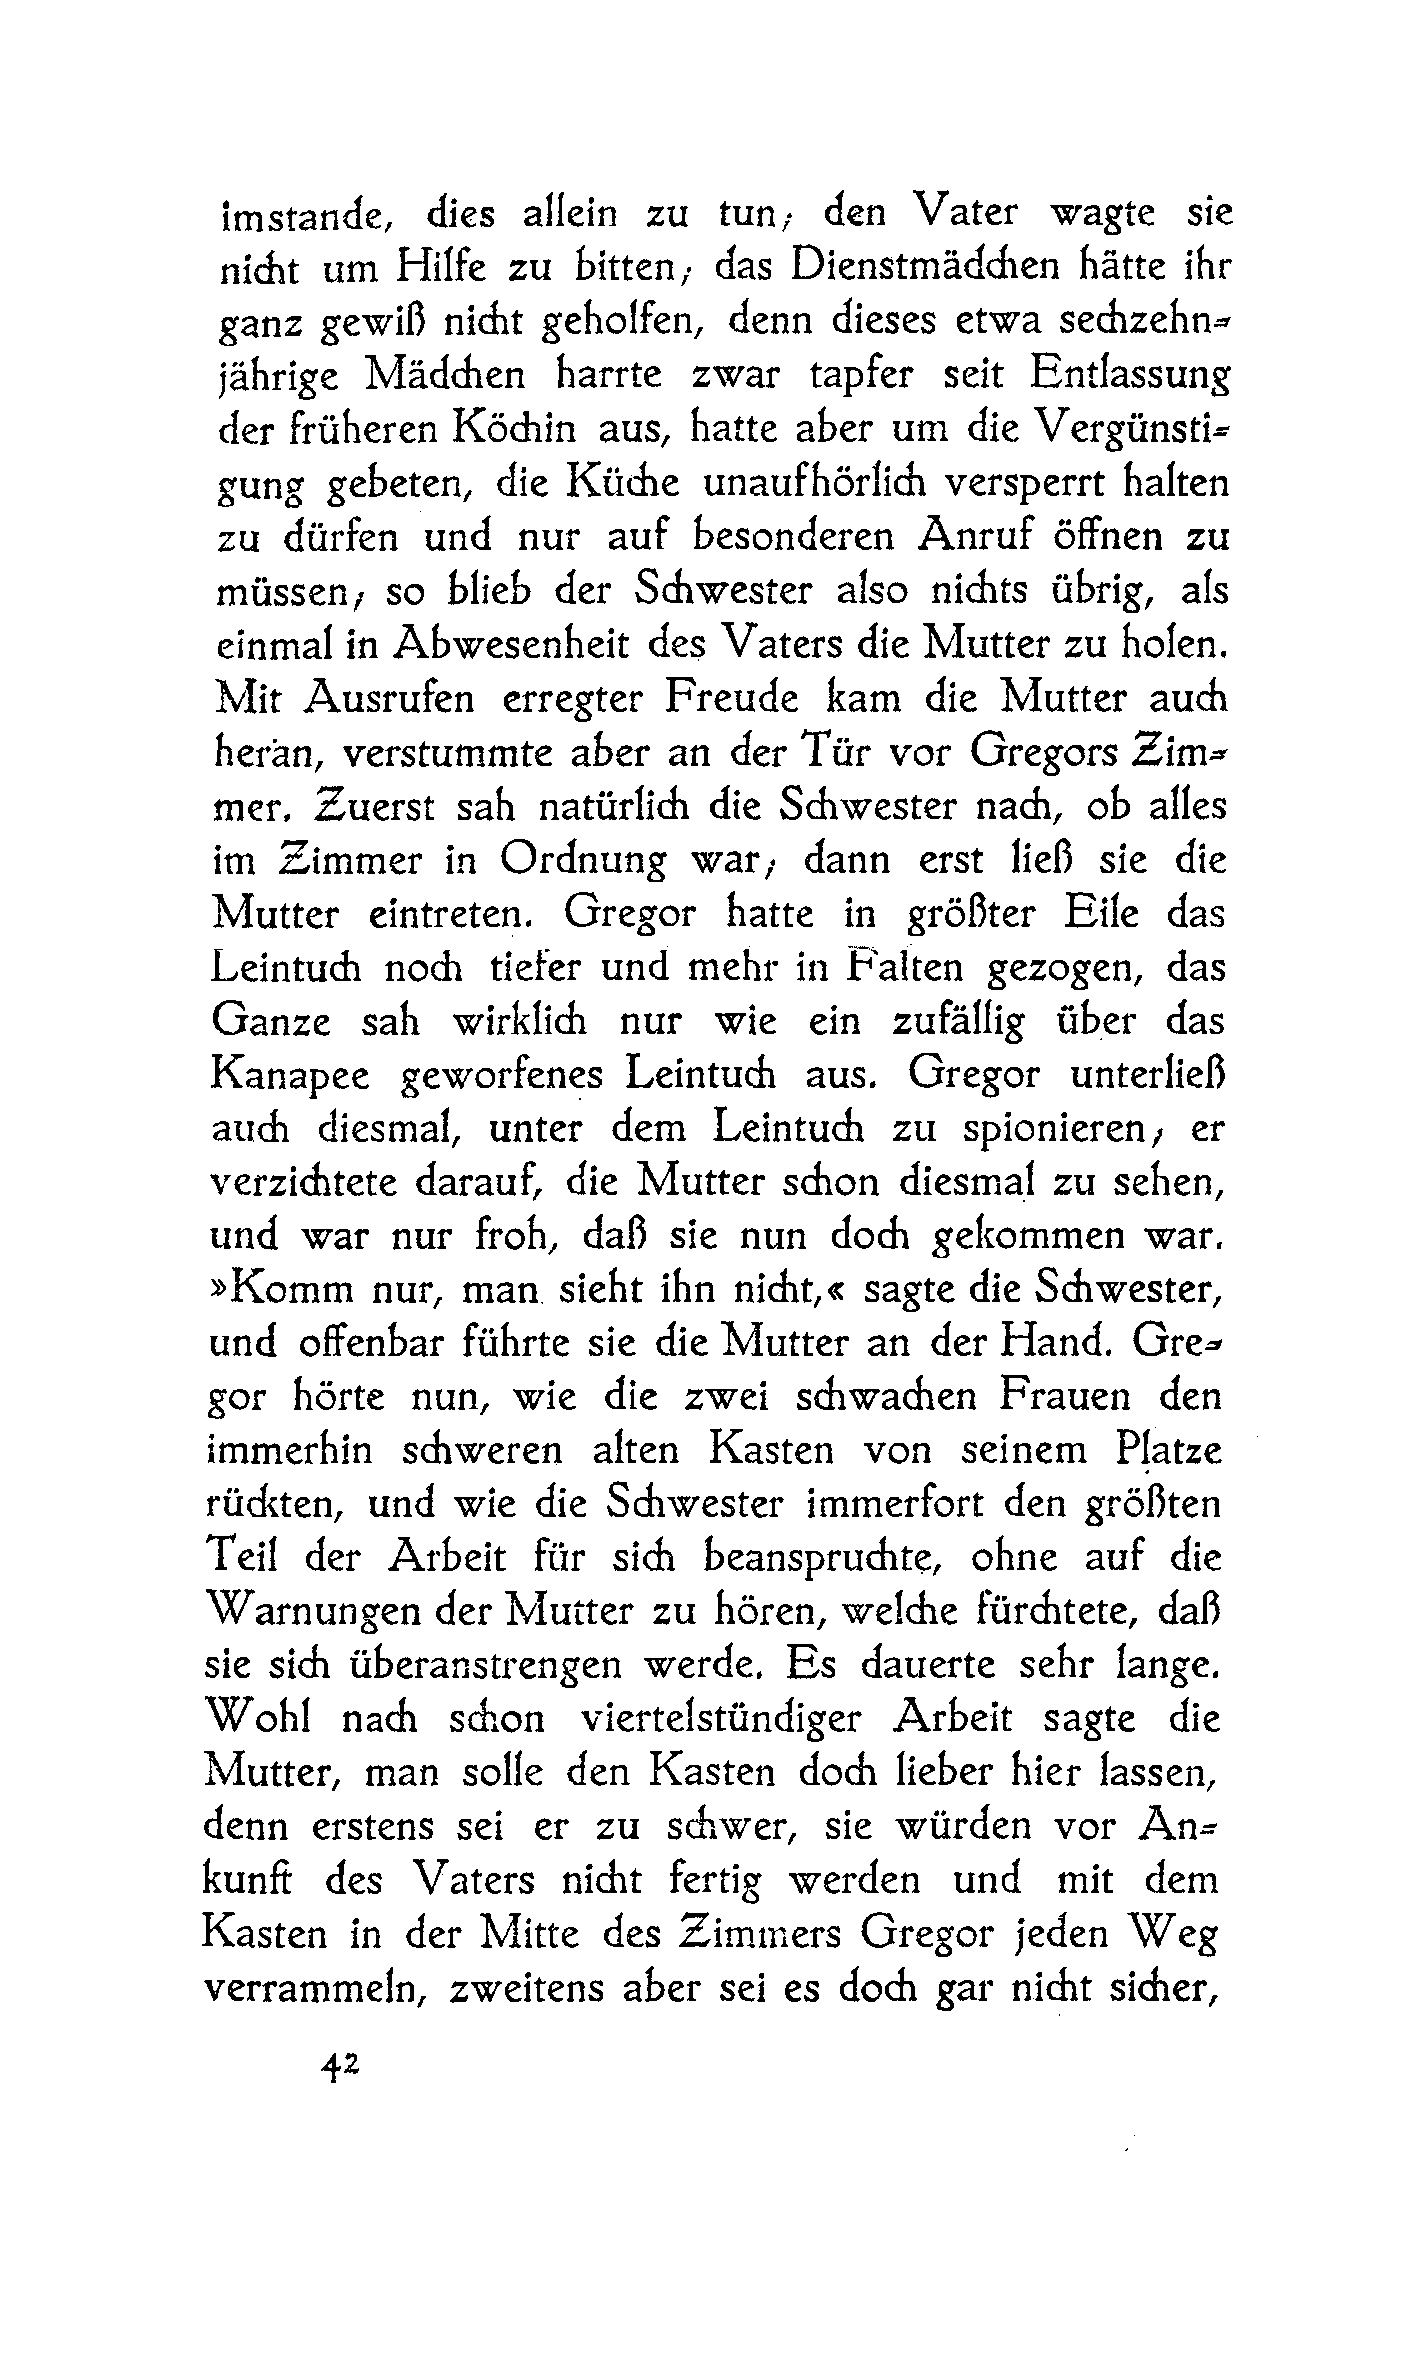 imstande, dies allein zu tun; den Vater wagte sie
nicht um Hilfe zu bitten; das Dienstmädchen hätte ihr
ganz gewiß nicht geholfen, denn dieses etwa sechzehn-
jährige Mädchen harrte zwar tapfer seit Entlassung
der früheren Köchin aus, hatte aber um die Vergünsti-
gung gebeten, die Küche unaufhörlich versperrt halten
zu dürfen und nur auf besonderen Anruf öffnen zu
müssen; so blieb der Schwester also nichts übrig, als
einmal in Abwesenheit des Vaters die Mutter zu holen.
Mit Ausrufen erregter Freude kam die Mutter auch
heran, verstummte aber an der Tür vor Gregors Zim-
mer. Zuerst sah natürlich die Schwester nach, ob alles
im Zimmer in Ordnung war; dann erst ließ sie die
Mutter eintreten. Gregor hatte in größter Eile das
Leintuch noch tiefer und mehr in Falten gezogen, das
Ganze sah wirklich nur wie ein zufällig über das
Kanapee geworfenes Leintuch aus. Gregor unterließ
auch diesmal, unter dem Leintuch zu spionieren; er
verzichtete darauf, die Mutter schon diesmal zu sehen,
und war nur froh, daß sie nun doch gekommen war.
»Komm nur, man sieht ihn nicht,« sagte die Schwester,
und offenbar führte sie die Mutter an der Hand. Gre-
gor hörte nun, wie die zwei schwachen Frauen den
immerhin schweren alten Kasten von seinem Platze
rückten, und wie die Schwester immerfort den größten
Teil der Arbeit für sich beanspruchte, ohne auf die
Warnungen der Mutter zu hören, welche fürchtete, daß
sie sich überanstrengen werde. Es dauerte sehr lange.
Wohl nach schon viertelstündiger Arbeit sagte die
Mutter, man solle den Kasten doch lieber hier lassen,
denn erstens sei er zu schwer, sie würden vor An-
kunft des Vaters nicht fertig werden und mit dem
Kasten in der Mitte des Zimmers Gregor jeden Weg
verrammeln, zweitens aber sei es doch gar nicht sicher,
42